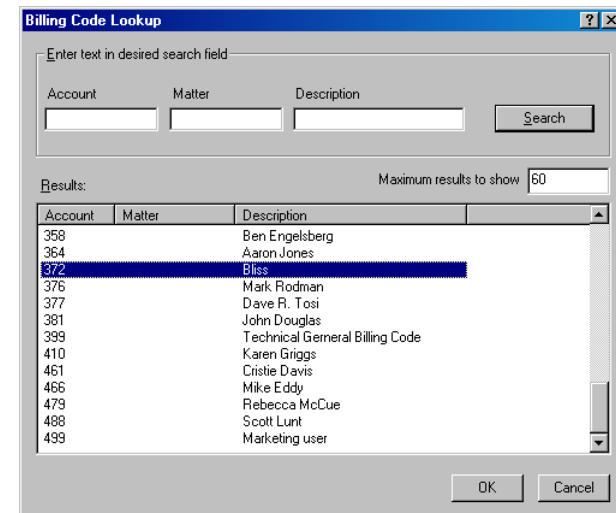 Billing Code Lookup
Enter text in desired search field
Account Matter Description
Search
Results: Maximum results to show 60
Account Matter Description
358 Ben Engelsberg
364 Aaron Jones
372 Bliss
376 Mark Rodman
377 Dave R. Tosi
381 John Douglas
399 Technical Gerneral Billing Code
410 Karen Griggs
461 Cristie Davis
466 Mike Eddy
479 Rebecca McCue
488 Scott Lunt
499 Marketing user
OK Cancel